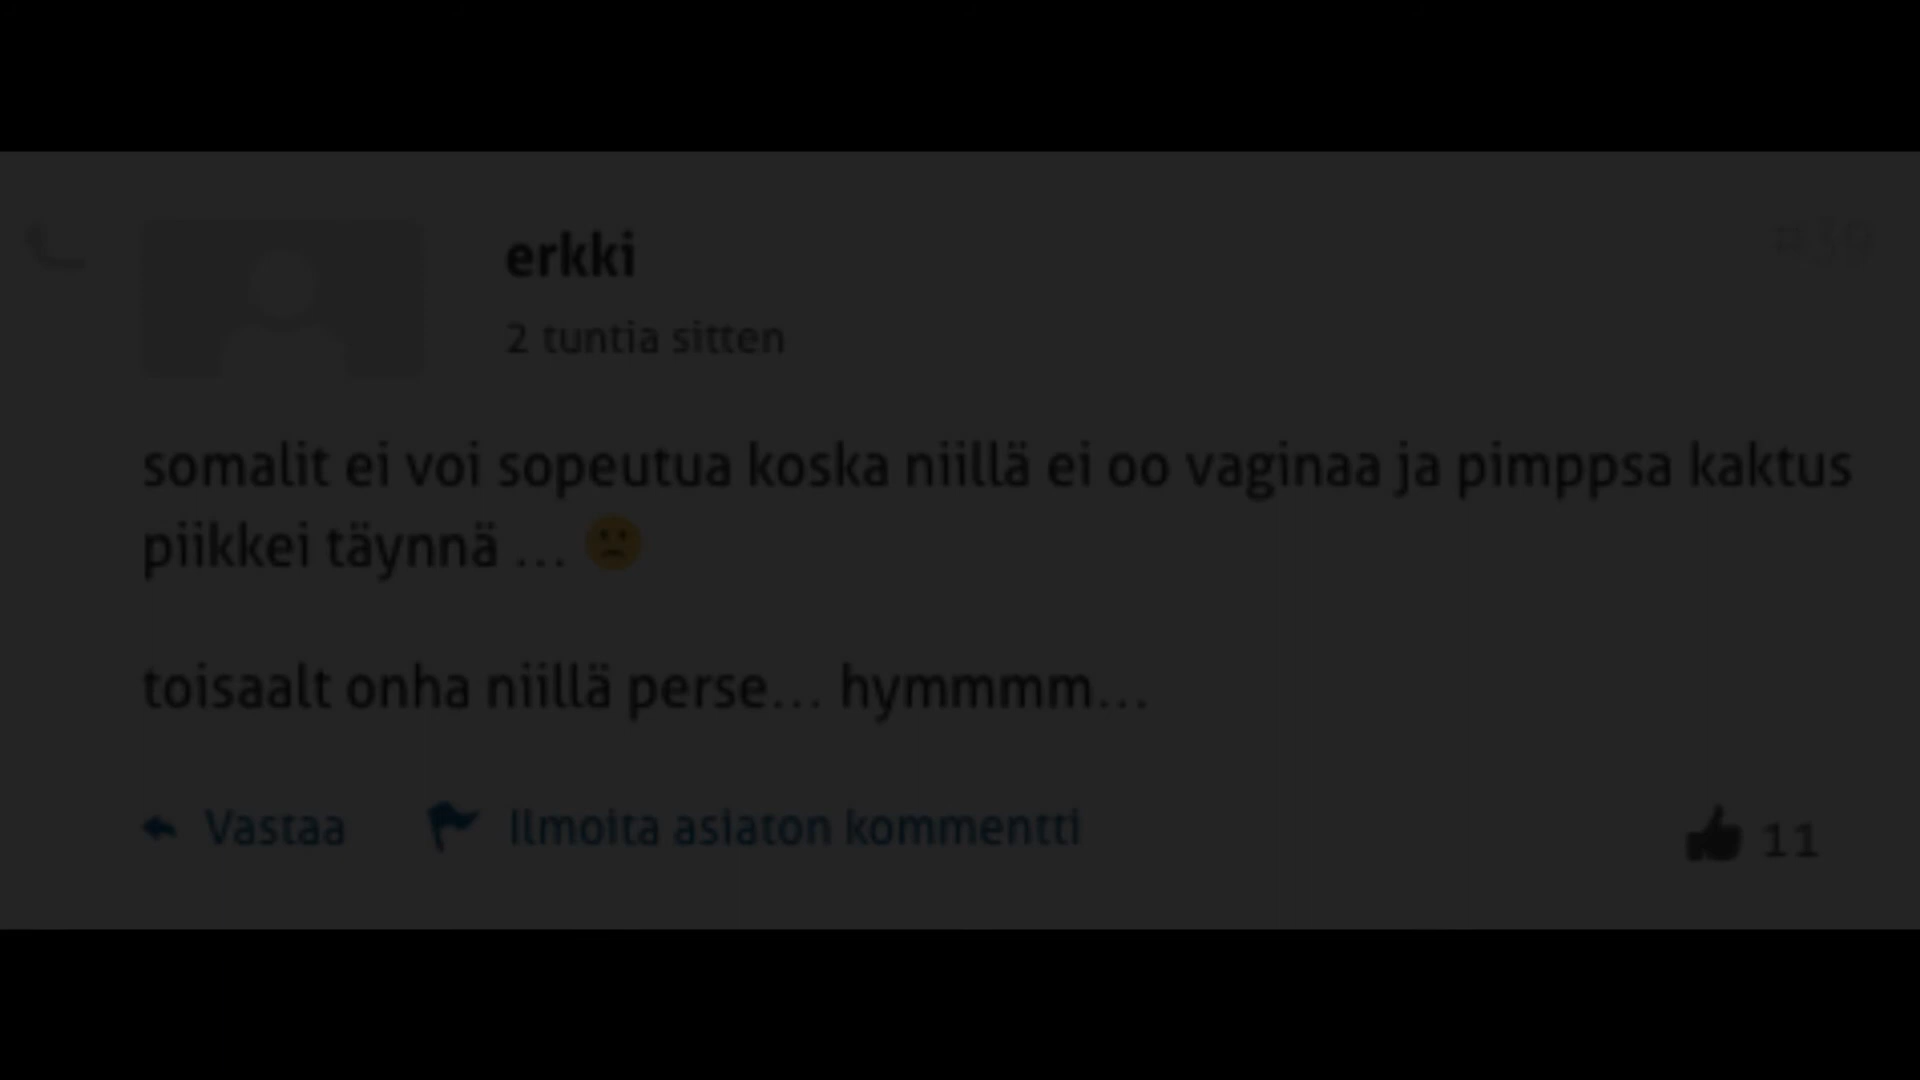 erkki
#39
2 tuntia sitten
somalit ei voi sopeutua koska niillä ei oo vaginaa ja pimppsa kaktus
piikkei täynnä ...
toisaalt onha niillä perse... hymmmm...
Vastaa Ilmoita asiaton kommentti 11